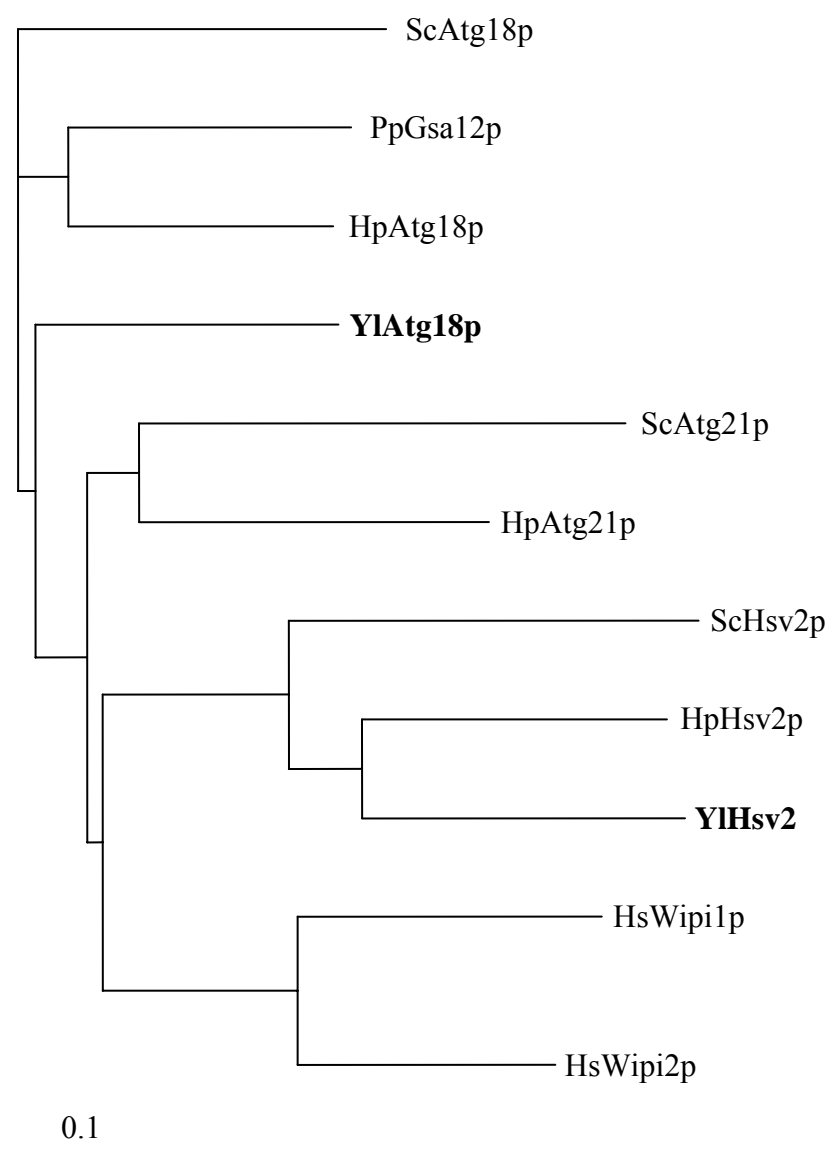 ScAtg18p
PpGsa12p
HpAtg18p
YlAtg18p
ScAtg21p
HpAtg21p
ScHsv2p
HpHsv2p
YlHsv2
HsWipi1p
HsWipi2p
0.1